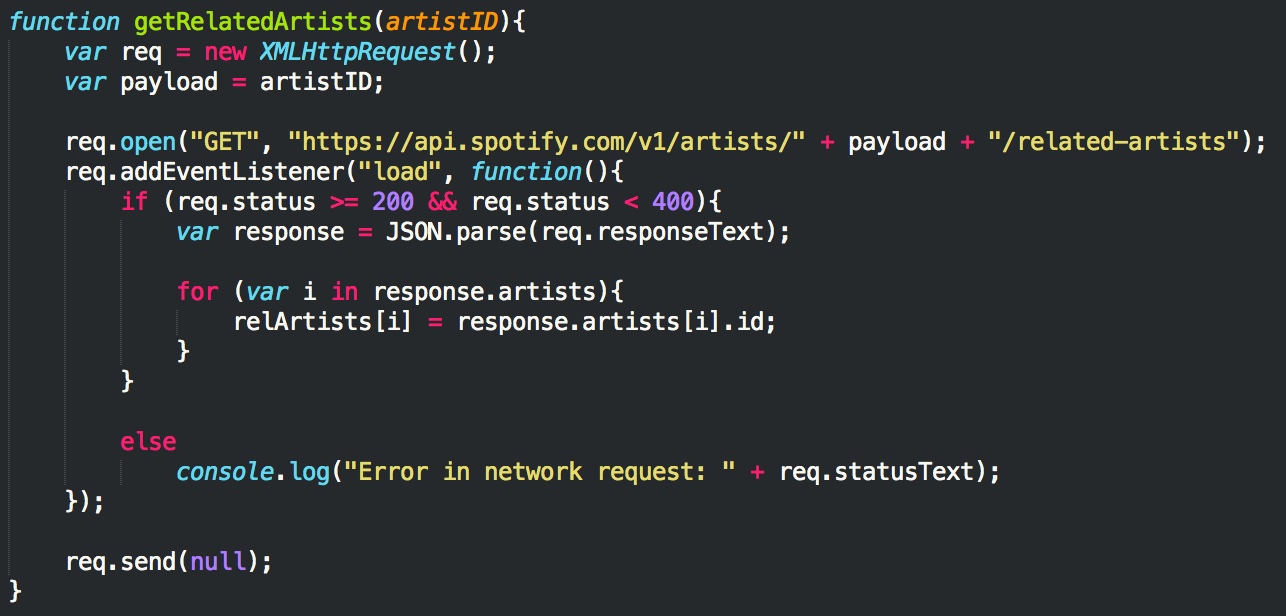 function getRelatedArtists(artistID){
    var req = new XMLHttpRequest();
    var payload = artistID;

    req.open("GET", "https://api.spotify.com/v1/artists/" + payload + "/related-artists");
    req.addEventListener("load", function(){
        if (req.status >= 200 && req.status < 400){
            var response = JSON.parse(req.responseText);

            for (var i in response.artists){
                relArtists[i] = response.artists[i].id;
            }
        }

        else
            console.log("Error in network request: " + req.statusText);
    });

    req.send(null);
}